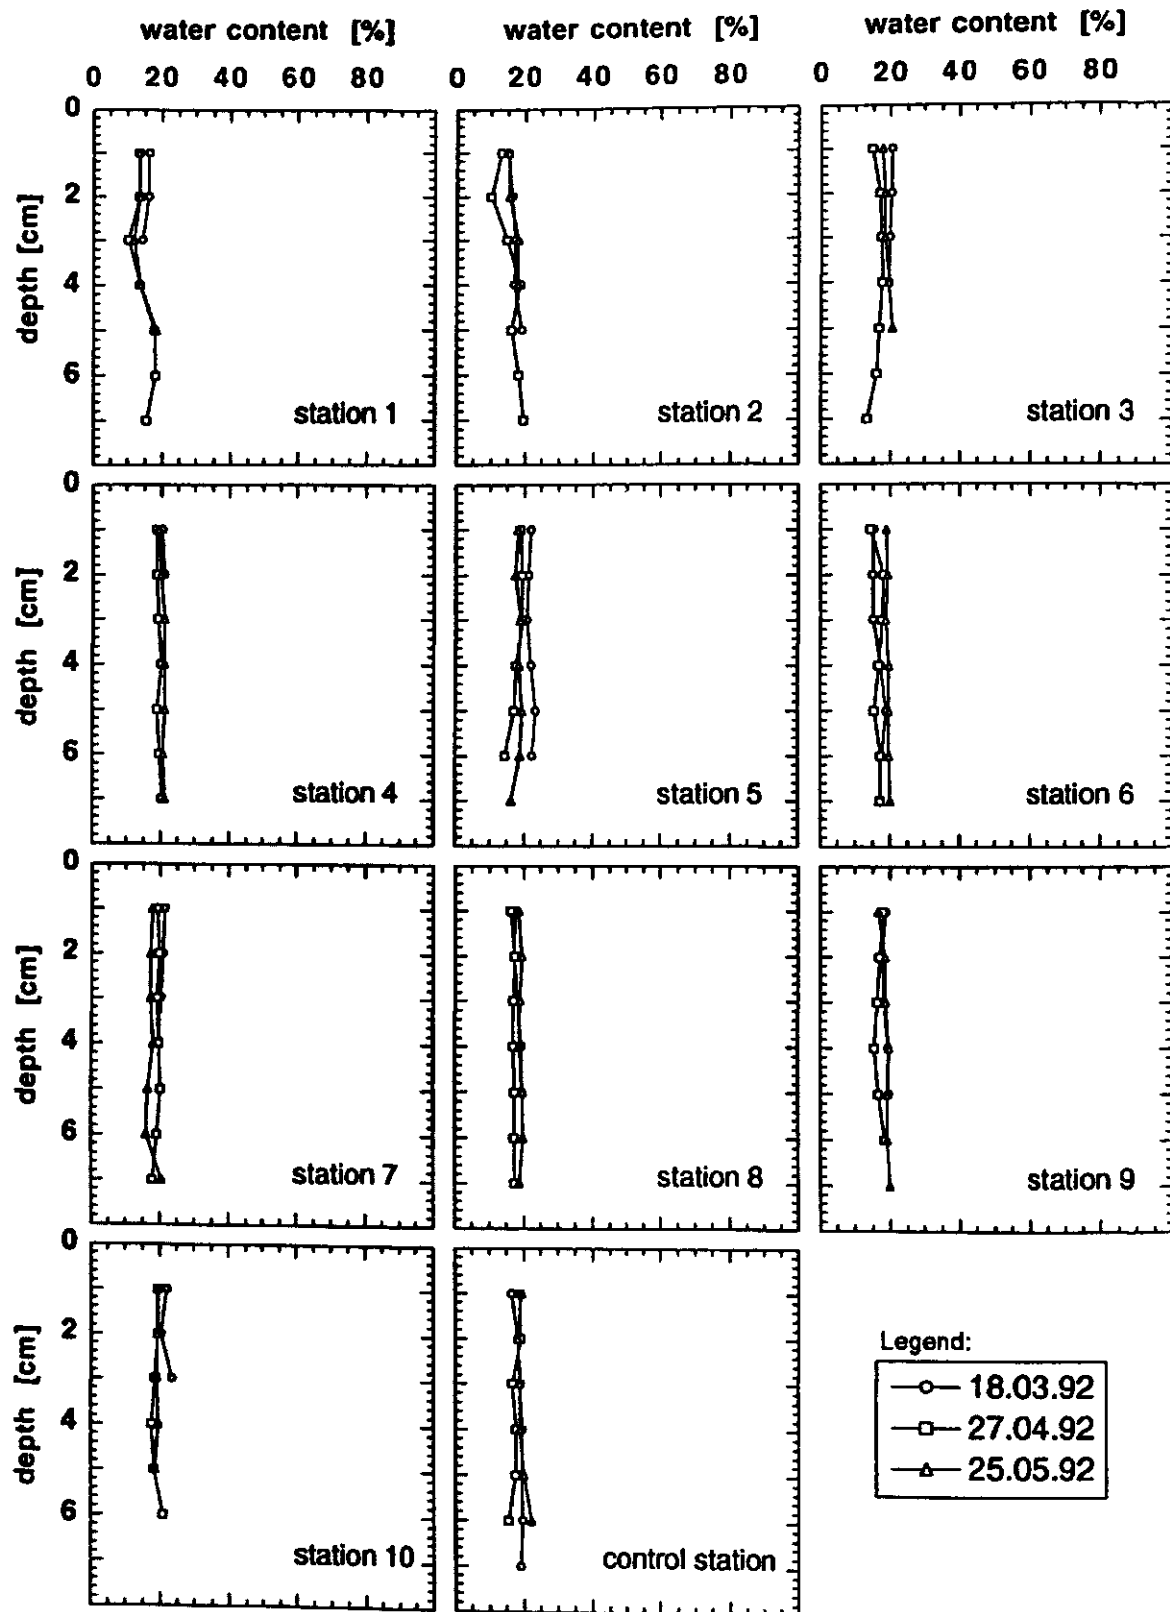 water content [%] water content [%] water content [%]
0 20 40 60 80 0 20 40 60 80 0 20 40 60 80
0
2
4
6
depth [cm]
station 1 station 2 station 3
0
2
4
6
depth [cm]
station 4 station 5 station 6
0
2
4
6
depth [cm]
station 7 station 8 station 9
0
2
4
6
depth [cm]
station 10 control station
Legend:
18.03.92
27.04.92
25.05.92